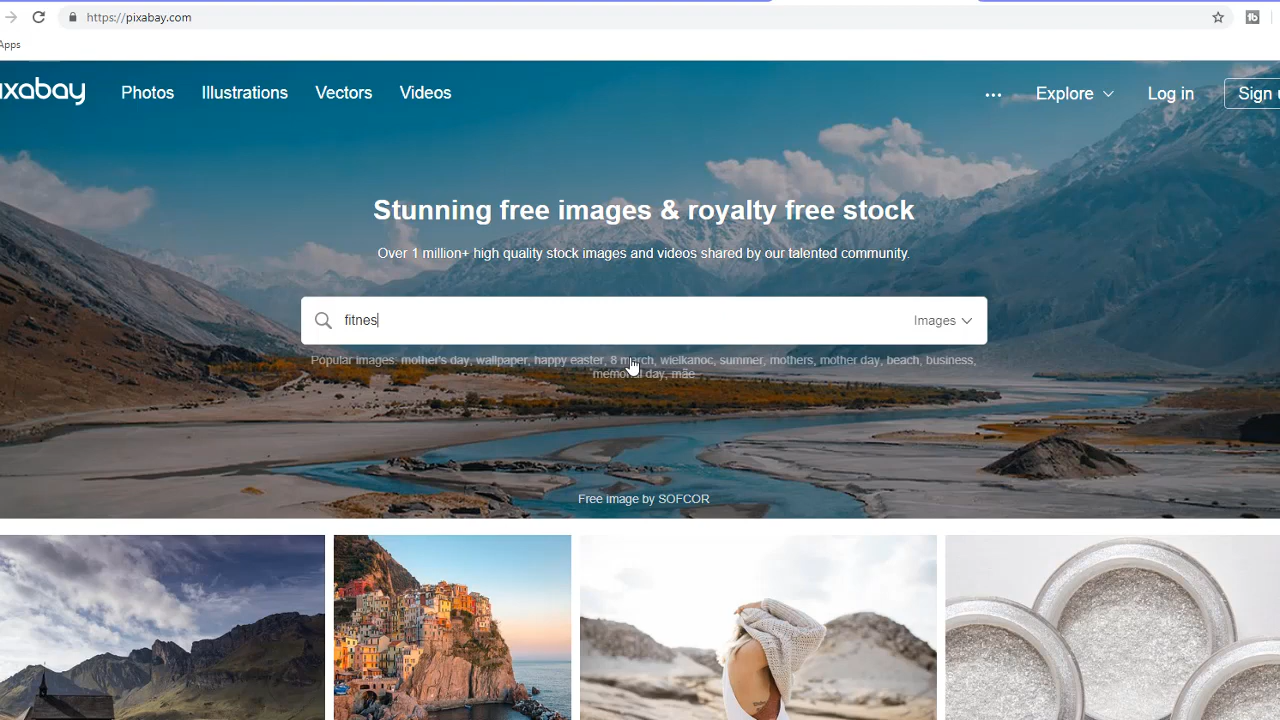 https://pixabay.com
Apps
ixabay Photos Illustrations Vectors Videos ... Explore Log in Sign u
Stunning free images & royalty free stock
Over 1 million+ high quality stock images and videos shared by our talented community.
fitnes Images
Popular images: mother's day, wallpaper, happy easter, 8 march, wielkanoc, summer, mothers, mother day, beach, business,
memorial day, mãe
Free image by SOFCOR